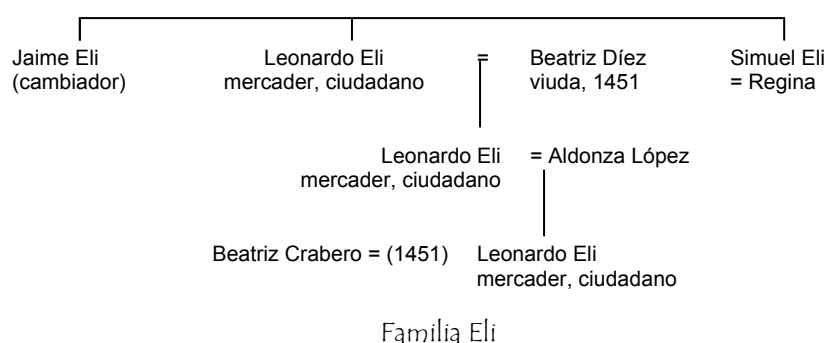 Jaime Eli
(cambiador)
Leonardo Eli
mercader, ciudadano
=
Beatriz Díez
viuda, 1451
Simuel Eli
= Regina
Leonardo Eli = Aldonza López
mercader, ciudadano
Beatriz Crabero = (1451) Leonardo Eli
mercader, ciudadano
Familia Eli